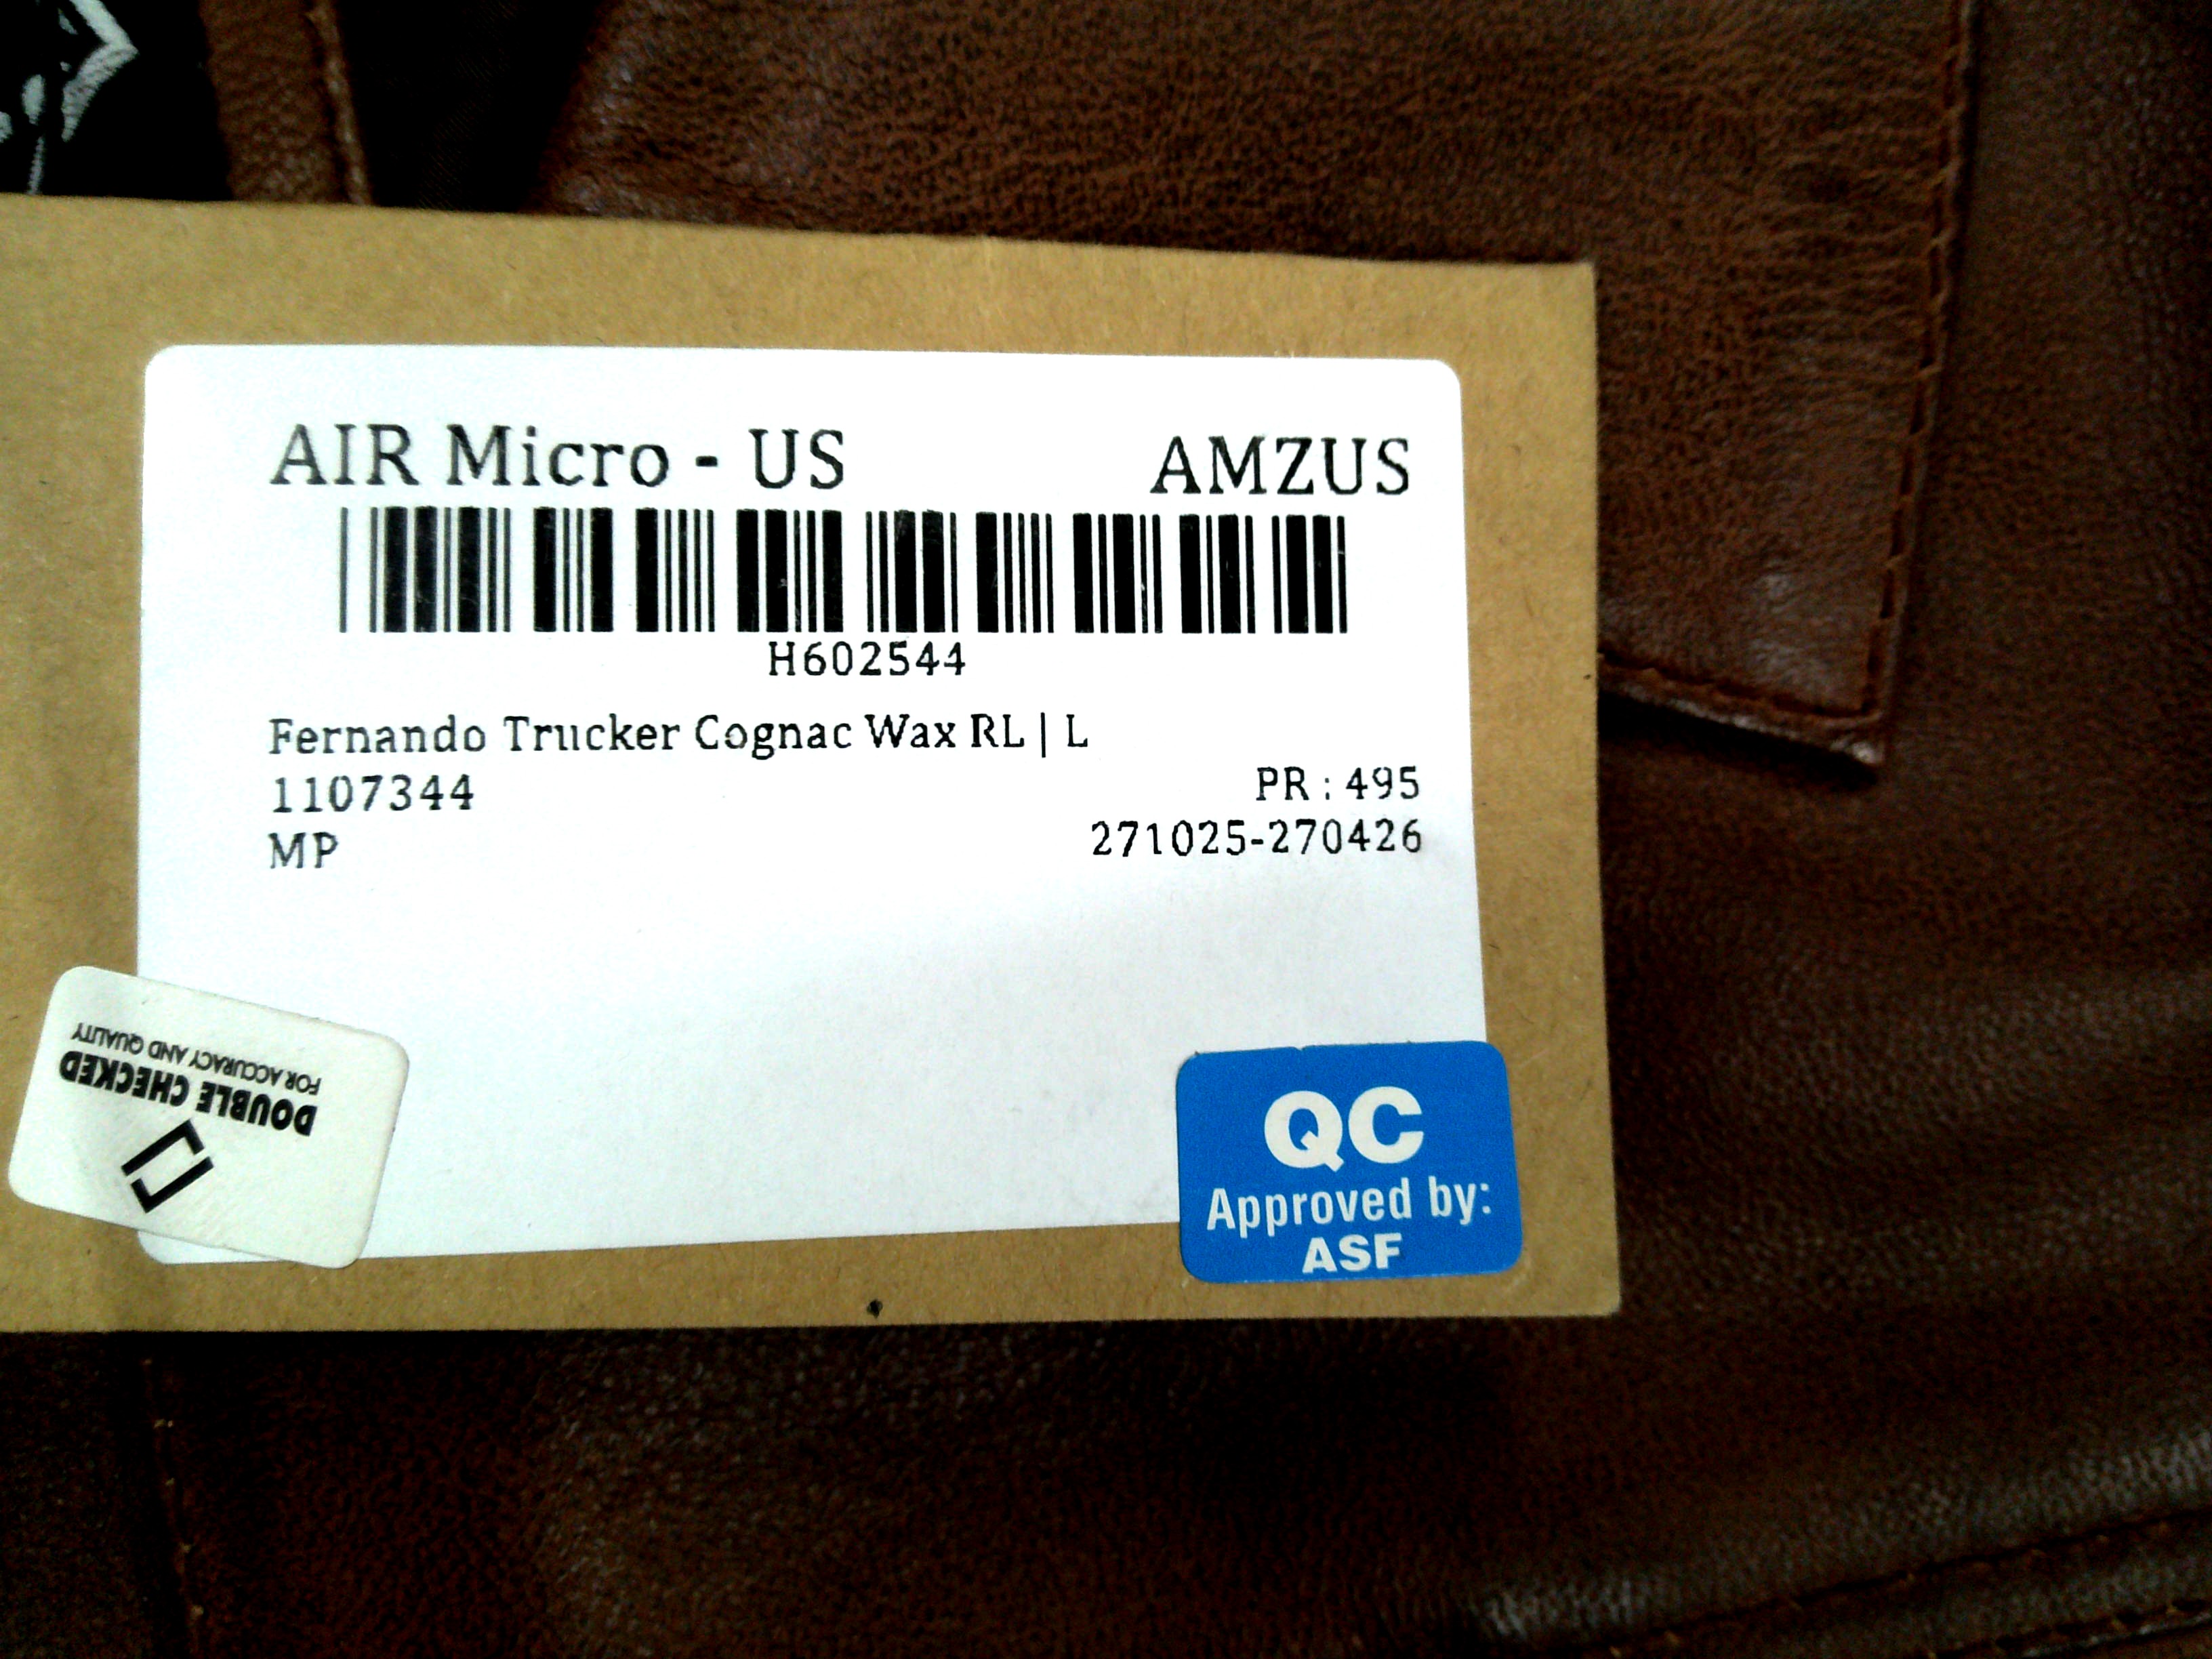 AIR Micro - US AMZUS
H602544
Fernando Trucker Cognac Wax RL | L
1107344 PR : 495
MP 271025-270426
DOUBLE CHECKED
FOR ACCURACY AND QUALITY
QC
Approved by:
ASF